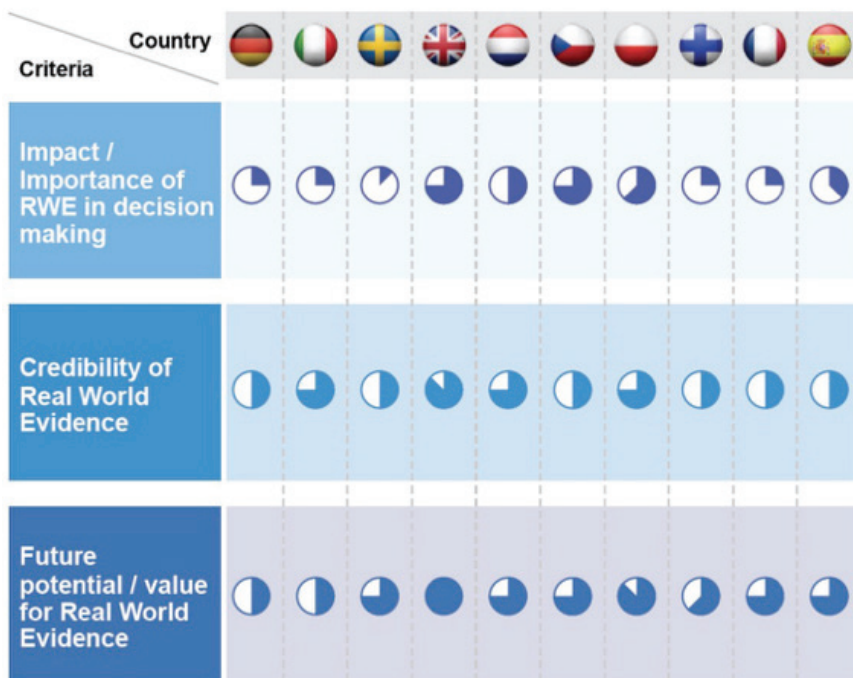 Country
Criteria
Impact /
Importance of
RWE in decision
making
Credibility of
Real World
Evidence
Future
potential / value
for Real World
Evidence